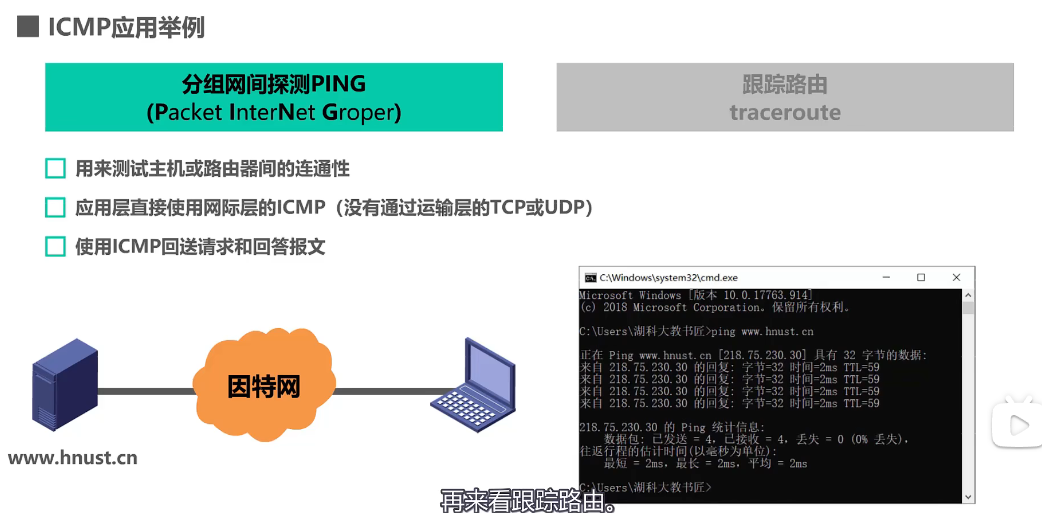 ICMP应用举例
分组网间探测PING
(Packet InterNet Groper)
跟踪路由
traceroute
用来测试主机或路由器间的连通性
应用层直接使用网际层的ICMP（没有通过运输层的TCP或UDP）
使用ICMP回送请求和回答报文
因特网
www.hnust.cn
C:\Windows\system32\cmd.exe
Microsoft Windows [版本 10.0.17763.914]
(c) 2018 Microsoft Corporation。保留所有权利。
C:\Users\湖科大教书匠>ping www.hnust.cn
正在 Ping www.hnust.cn [218.75.230.30] 具有 32 字节的数据:
来自 218.75.230.30 的回复: 字节=32 时间=2ms TTL=59
来自 218.75.230.30 的回复: 字节=32 时间=2ms TTL=59
来自 218.75.230.30 的回复: 字节=32 时间=2ms TTL=59
来自 218.75.230.30 的回复: 字节=32 时间=2ms TTL=59
218.75.230.30 的 Ping 统计信息:
数据包: 已发送 = 4，已接收 = 4，丢失 = 0 (0% 丢失)，
往返行程的估计时间(以毫秒为单位):
最短 = 2ms，最长 = 2ms，平均 = 2ms
C:\Users\湖科大教书匠>
再来看跟踪路由。